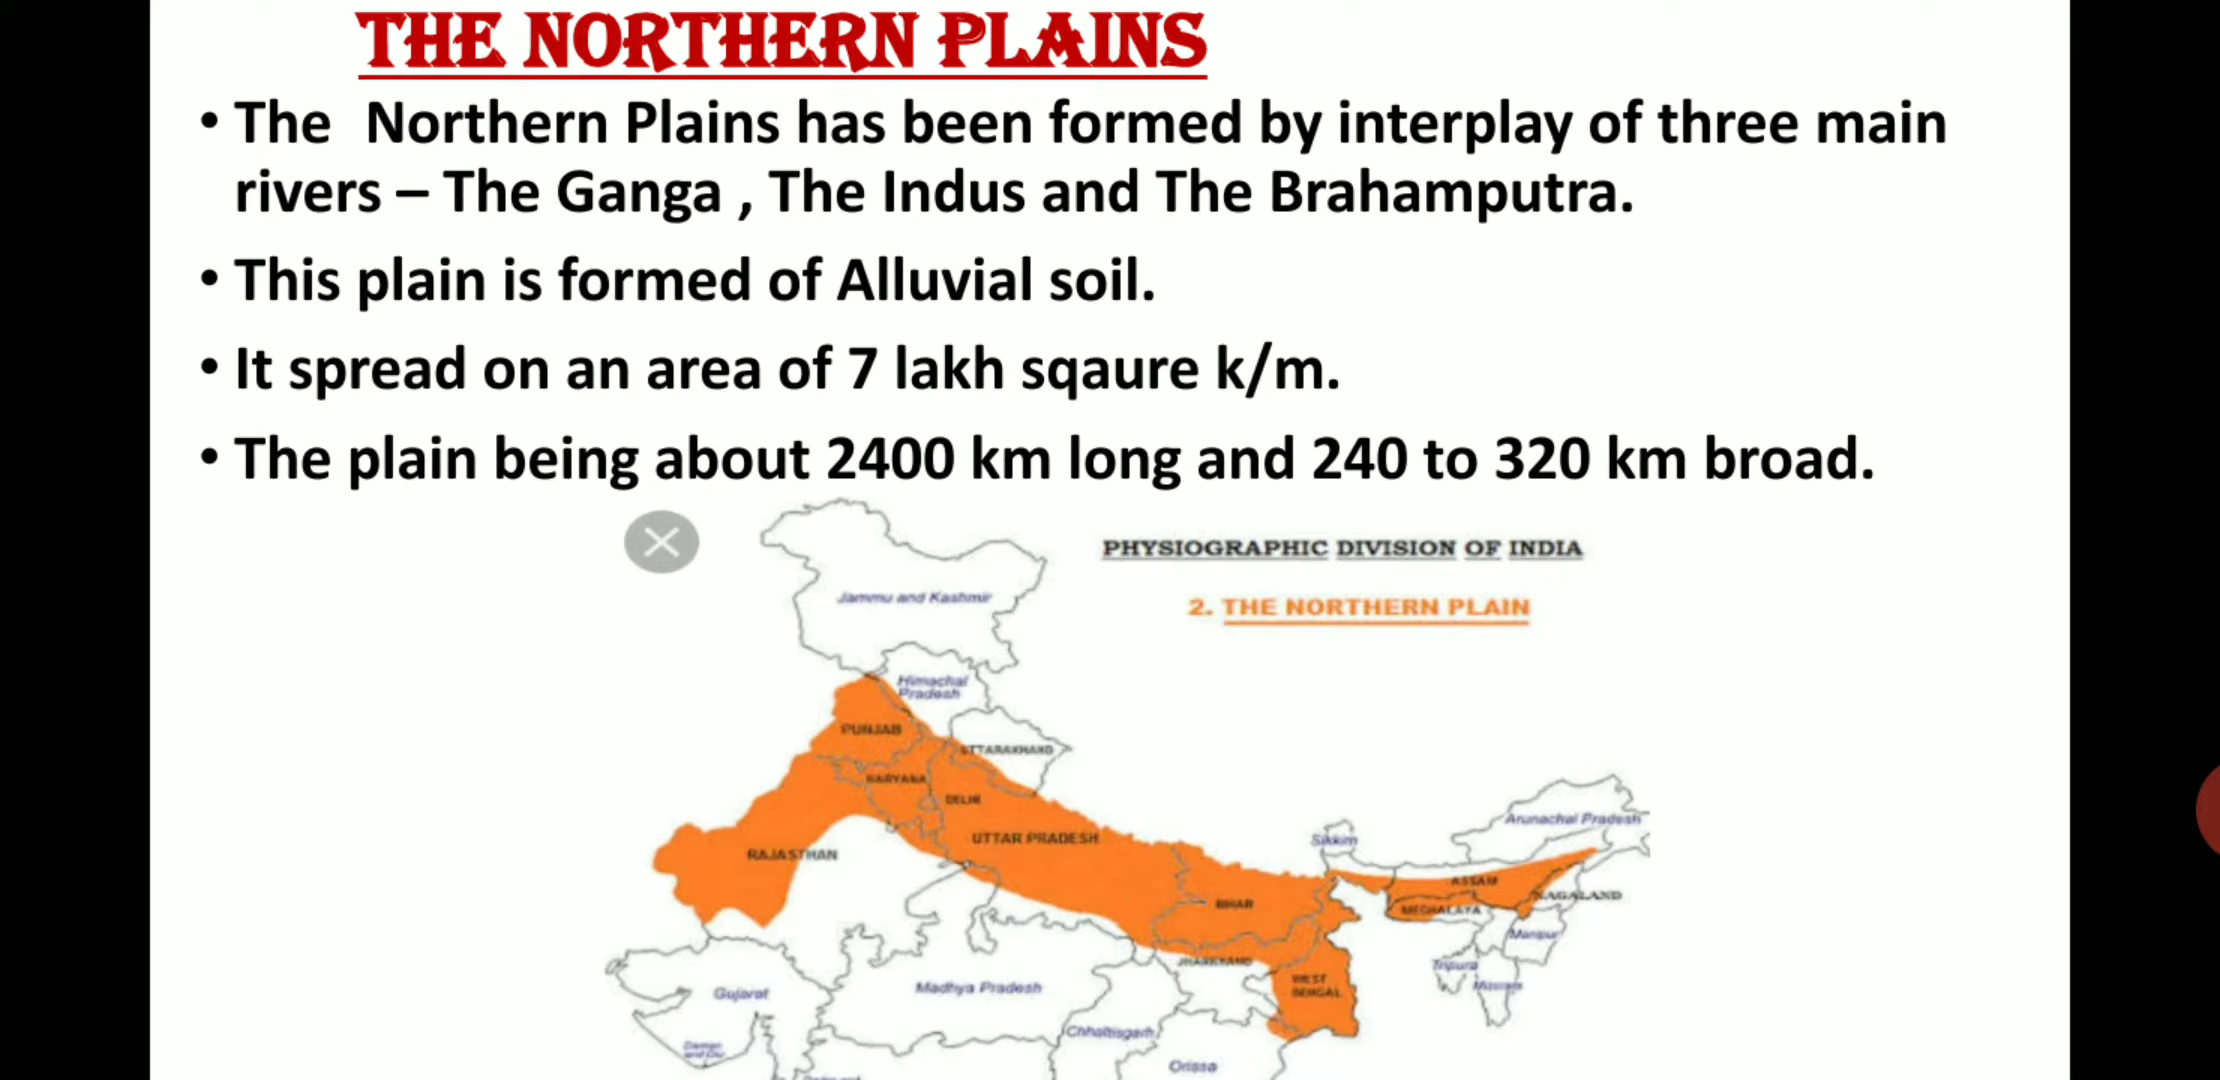 THE NORTHERN PLAINS
• The Northern Plains has been formed by interplay of three main
rivers – The Ganga , The Indus and The Brahamputra.
• This plain is formed of Alluvial soil.
• It spread on an area of 7 lakh sqaure k/m.
• The plain being about 2400 km long and 240 to 320 km broad.
PHYSIOGRAPHIC DIVISION OF INDIA
2. THE NORTHERN PLAIN
Jammu and Kashmir
Himachal
Pradesh
PUNJAB
UTTARAKHAND
HARYANA
DELHI
UTTAR PRADESH
RAJASTHAN
Sikkim
Arunachal Pradesh
ASSAM
NAGALAND
BIHAR
MEGHALAYA
Manipur
JHARKHAND
Tripura
WEST
BENGAL
Gujarat
Madhya Pradesh
Chhattisgarh
Orissa